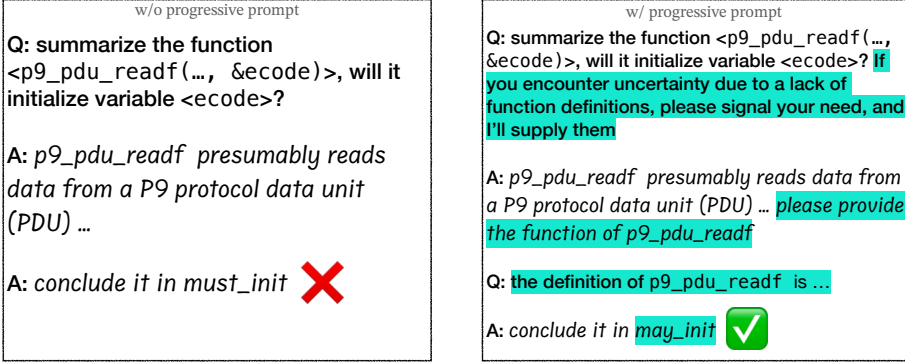 w/o progressive prompt
Q: summarize the function
<p9_pdu_readf(…, &ecode)>, will it
initialize variable <ecode>?
A: p9_pdu_readf presumably reads
data from a P9 protocol data unit
(PDU) …
A: conclude it in must_init
w/ progressive prompt
Q: summarize the function <p9_pdu_readf(…,
&ecode)>, will it initialize variable <ecode>? If
you encounter uncertainty due to a lack of
function definitions, please signal your need, and
I'll supply them
A: p9_pdu_readf presumably reads data from
a P9 protocol data unit (PDU) … please provide
the function of p9_pdu_readf
Q: the definition of p9_pdu_readf is …
A: conclude it in may_init